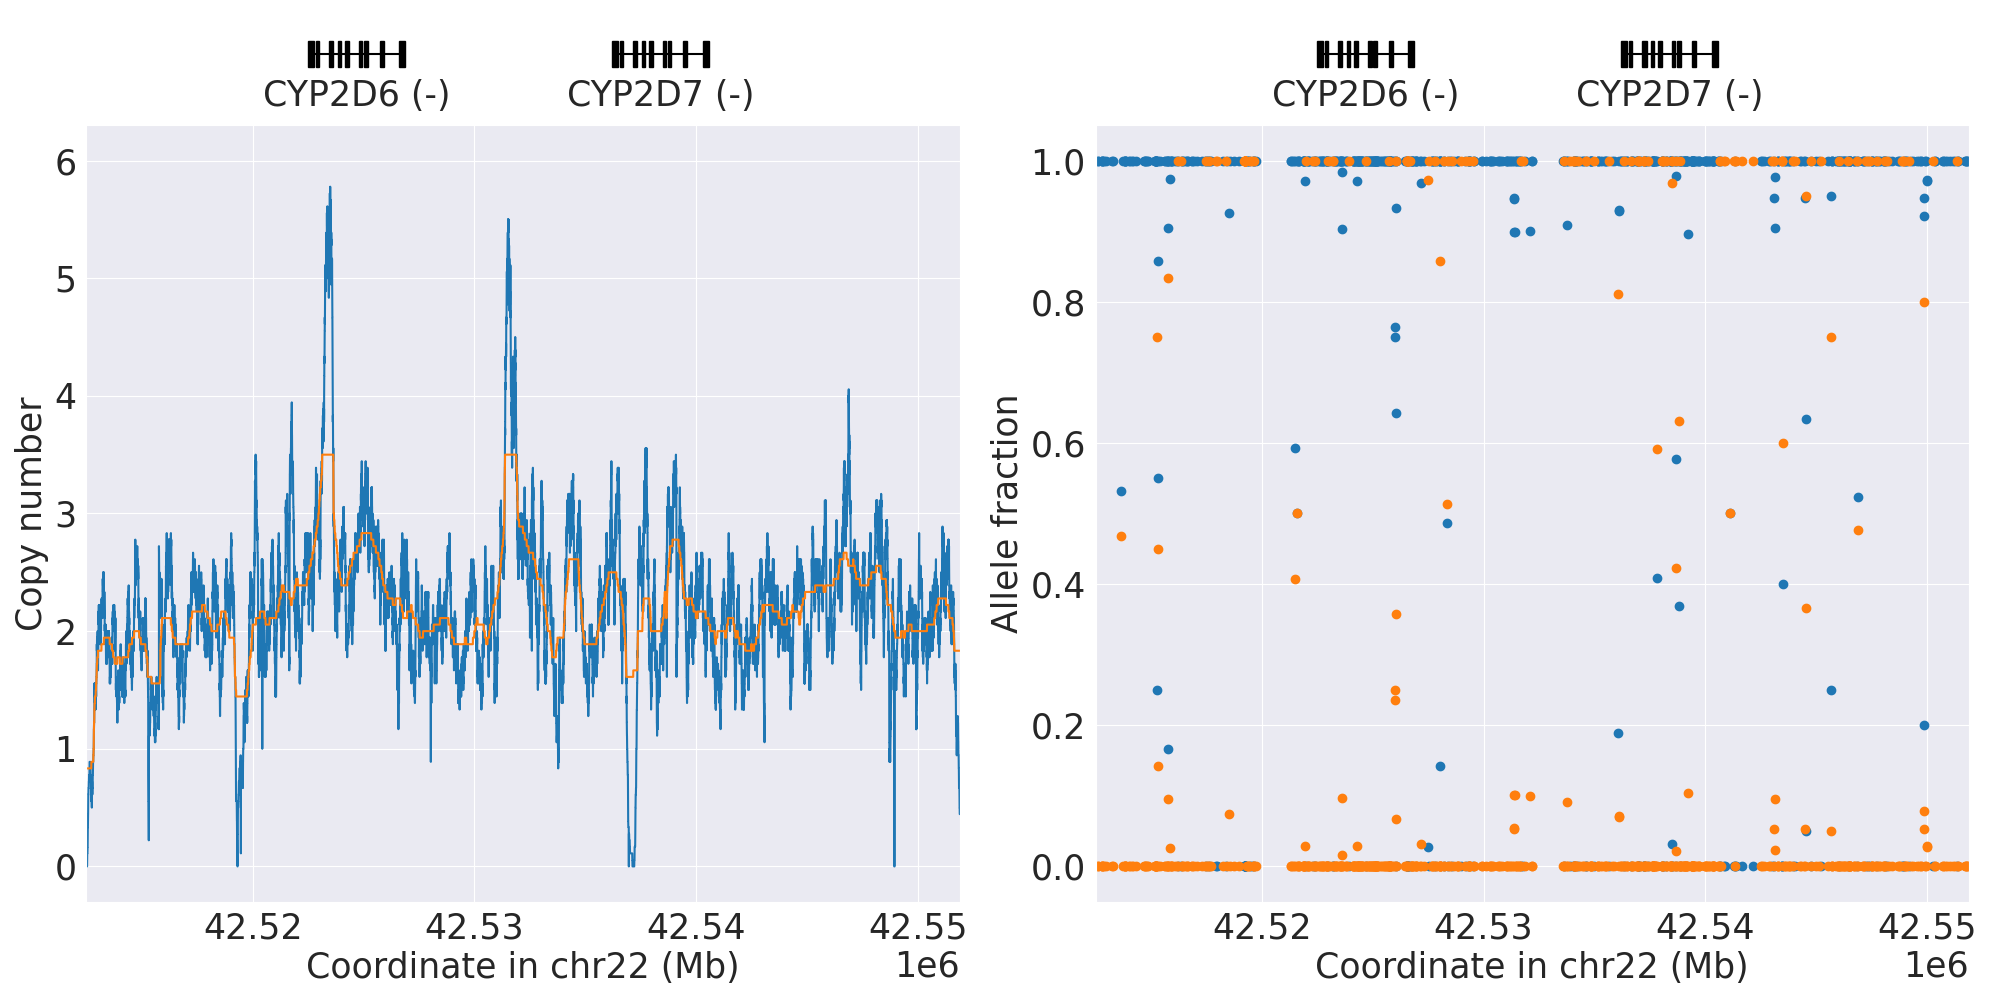 CYP2D6 (-)
CYP2D7 (-)
6
5
4
3
2
1
0
Copy number
42.52
42.53
42.54
42.55
Coordinate in chr22 (Mb)
1e6
CYP2D6 (-)
CYP2D7 (-)
1.0
0.8
0.6
0.4
0.2
0.0
Allele fraction
42.52
42.53
42.54
42.55
Coordinate in chr22 (Mb)
1e6